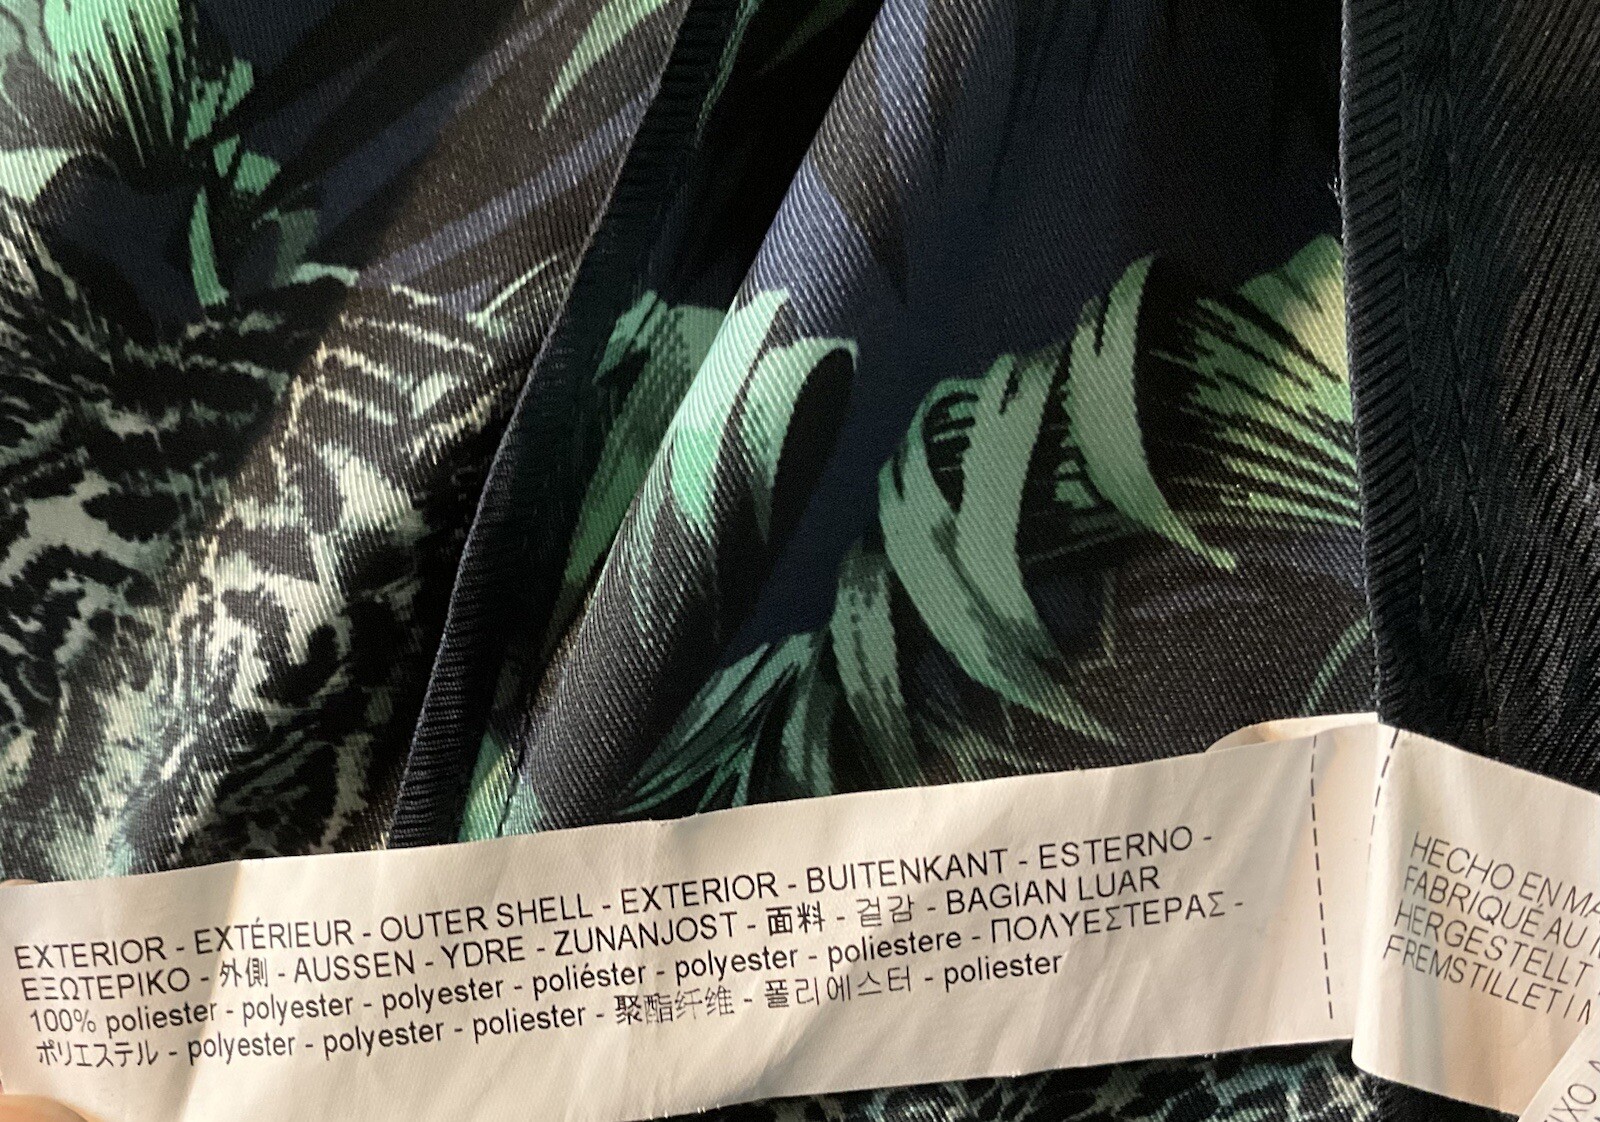 EXTERIOR - EXTÉRIEUR - OUTER SHELL - EXTERIOR - BUITENKANT - ESTERNO -
ΕΞΩΤΕΡΙΚΟ - 外側 - AUSSEN - YDRE - ZUNANJOST - 面料 - 겉감 - BAGIAN LUAR
100% poliester - polyester - polyester - poliéster - polyester - poliestere - ΠΟΛΥΕΣΤΕΡΑΣ -
ポリエステル - polyester - polyester - poliester - 聚酯纤维 - 폴리에스터 - poliester
HECHO EN
FABRIQUÉ AU
HERGESTELLT
FREMSTILLET I